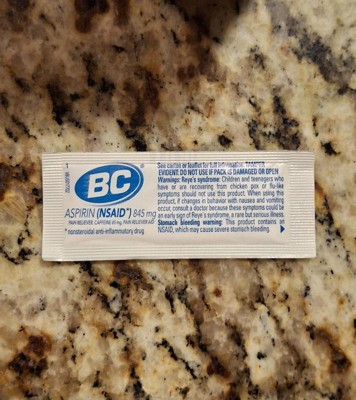 1
BC
ASPIRIN (NSAID*) 845 mg
PAIN RELIEVER CAFFEINE 65 mg PAIN RELIEVER AID
*nonsteroidal anti-inflammatory drug
See carton or leaflet for full information. TAMPER
EVIDENT. DO NOT USE IF PACK IS DAMAGED OR OPEN
Warnings: Reye's syndrome: Children and teenagers who
have or are recovering from chicken pox or flu-like
symptoms should not use this product. When using this
product, if changes in behavior with nausea and vomiting
occur, consult a doctor because these symptoms could be
an early sign of Reye's syndrome, a rare but serious illness.
Stomach bleeding warning: This product contains an
NSAID, which may cause severe stomach bleeding.